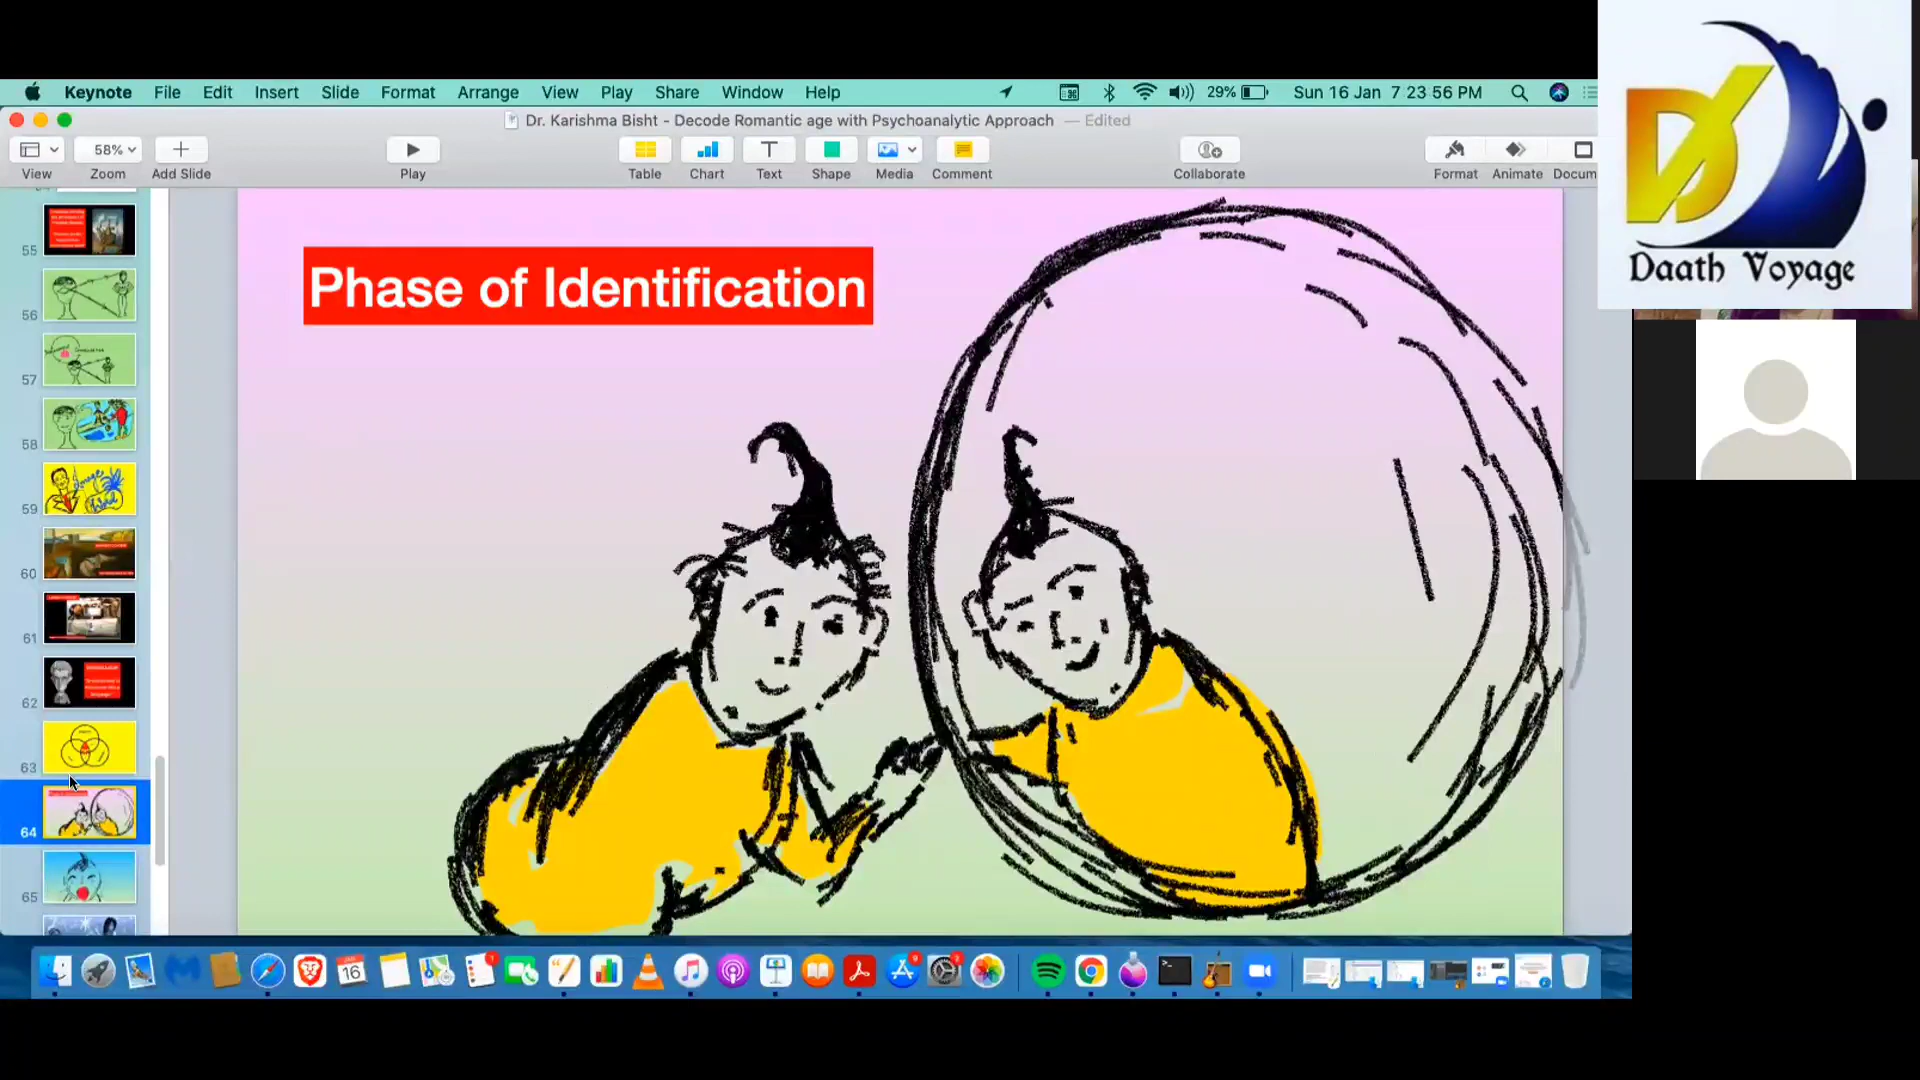 Keynote File Edit Insert Slide Format Arrange View Play Share Window Help 29% Sun 16 Jan 7 23 56 PM
Dr. Karishma Bisht - Decode Romantic age with Psychoanalytic Approach — Edited
58%
View Zoom Add Slide Play Table Chart Text Shape Media Comment Collaborate Format Animate Docum
Daath Voyage
Phase of Identification
55
56
57
58
59
60
61
62
63
64
65
16